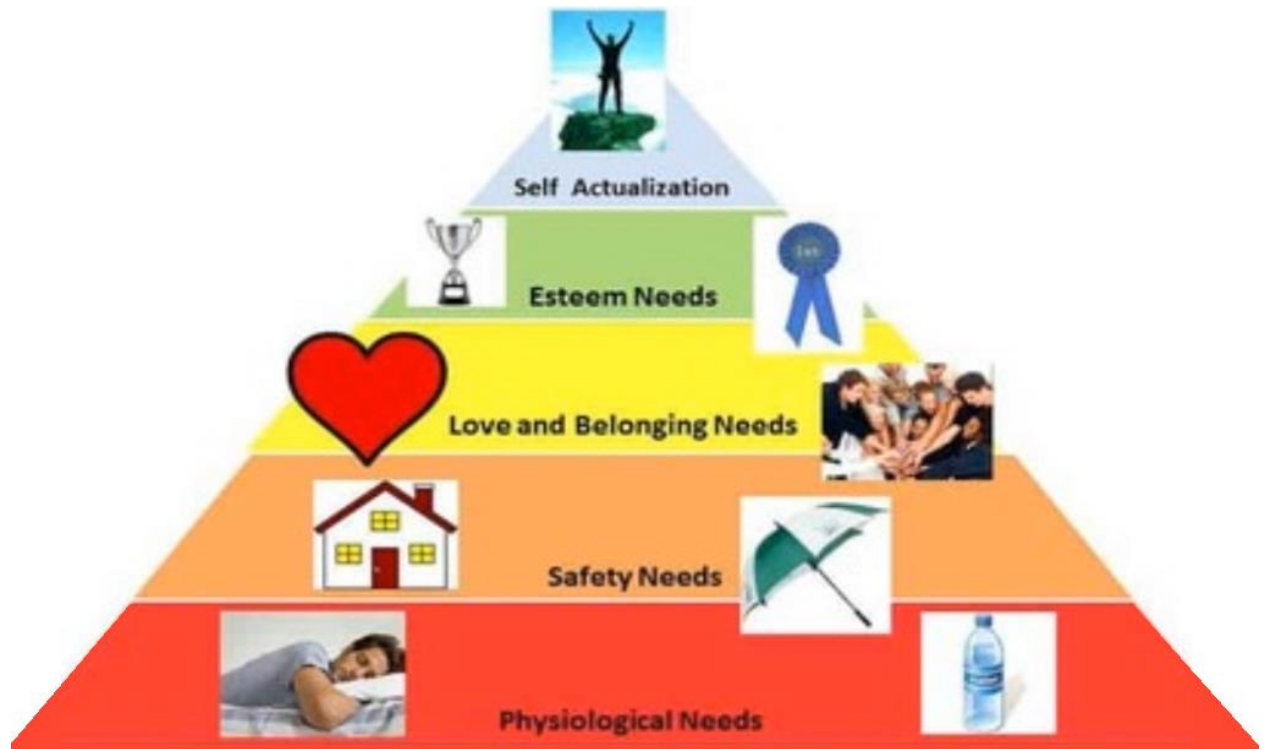 Self Actualization
Esteem Needs
Love and Belonging Needs
Safety Needs
Physiological Needs